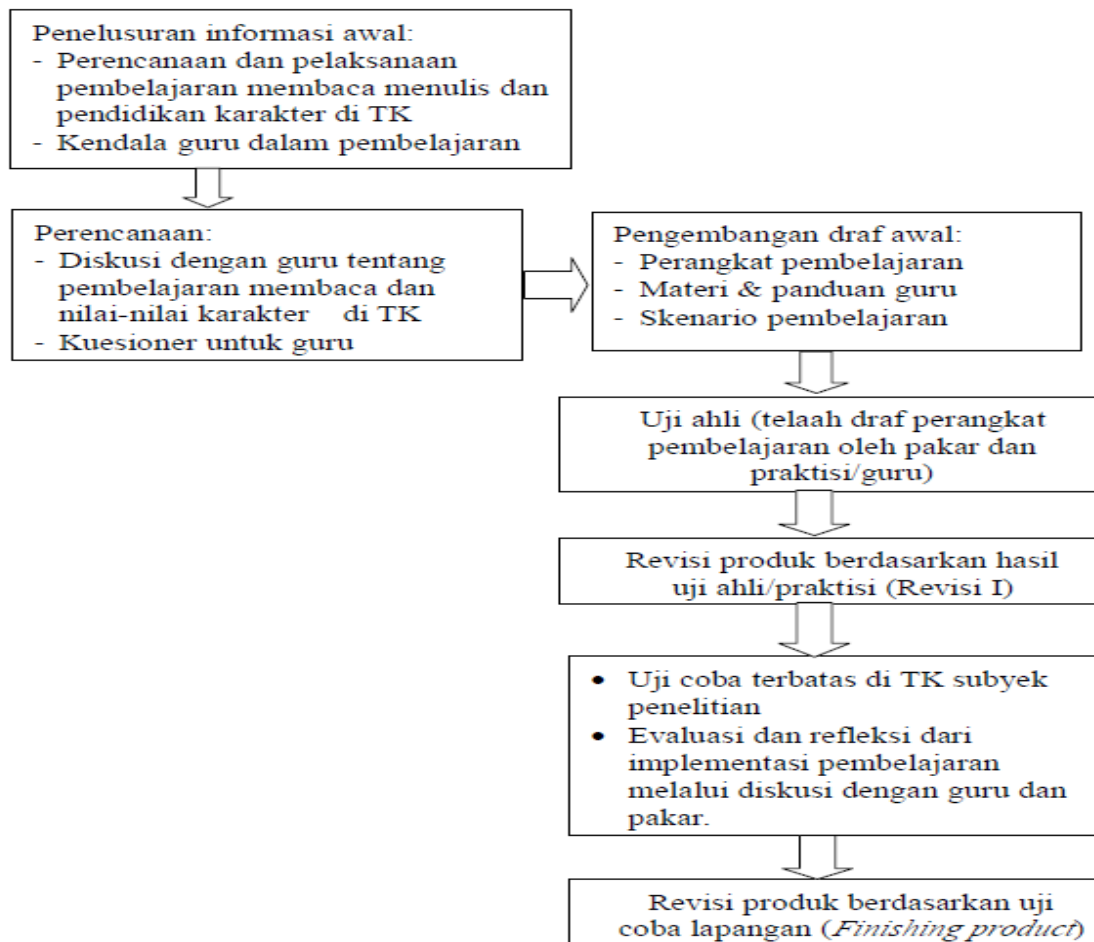 Penelusuran informasi awal:
- Perencanaan dan pelaksanaan
pembelajaran membaca menulis dan
pendidikan karakter di TK
- Kendala guru dalam pembelajaran
Perencanaan:
- Diskusi dengan guru tentang
pembelajaran membaca dan
nilai-nilai karakter di TK
- Kuesioner untuk guru
Pengembangan draf awal:
- Perangkat pembelajaran
- Materi & panduan guru
- Skenario pembelajaran
Uji ahli (telaah draf perangkat
pembelajaran oleh pakar dan
praktisi/guru)
Revisi produk berdasarkan hasil
uji ahli/praktisi (Revisi I)
• Uji coba terbatas di TK subyek
penelitian
• Evaluasi dan refleksi dari
implementasi pembelajaran
melalui diskusi dengan guru dan
pakar.
Revisi produk berdasarkan uji
coba lapangan (Finishing product)